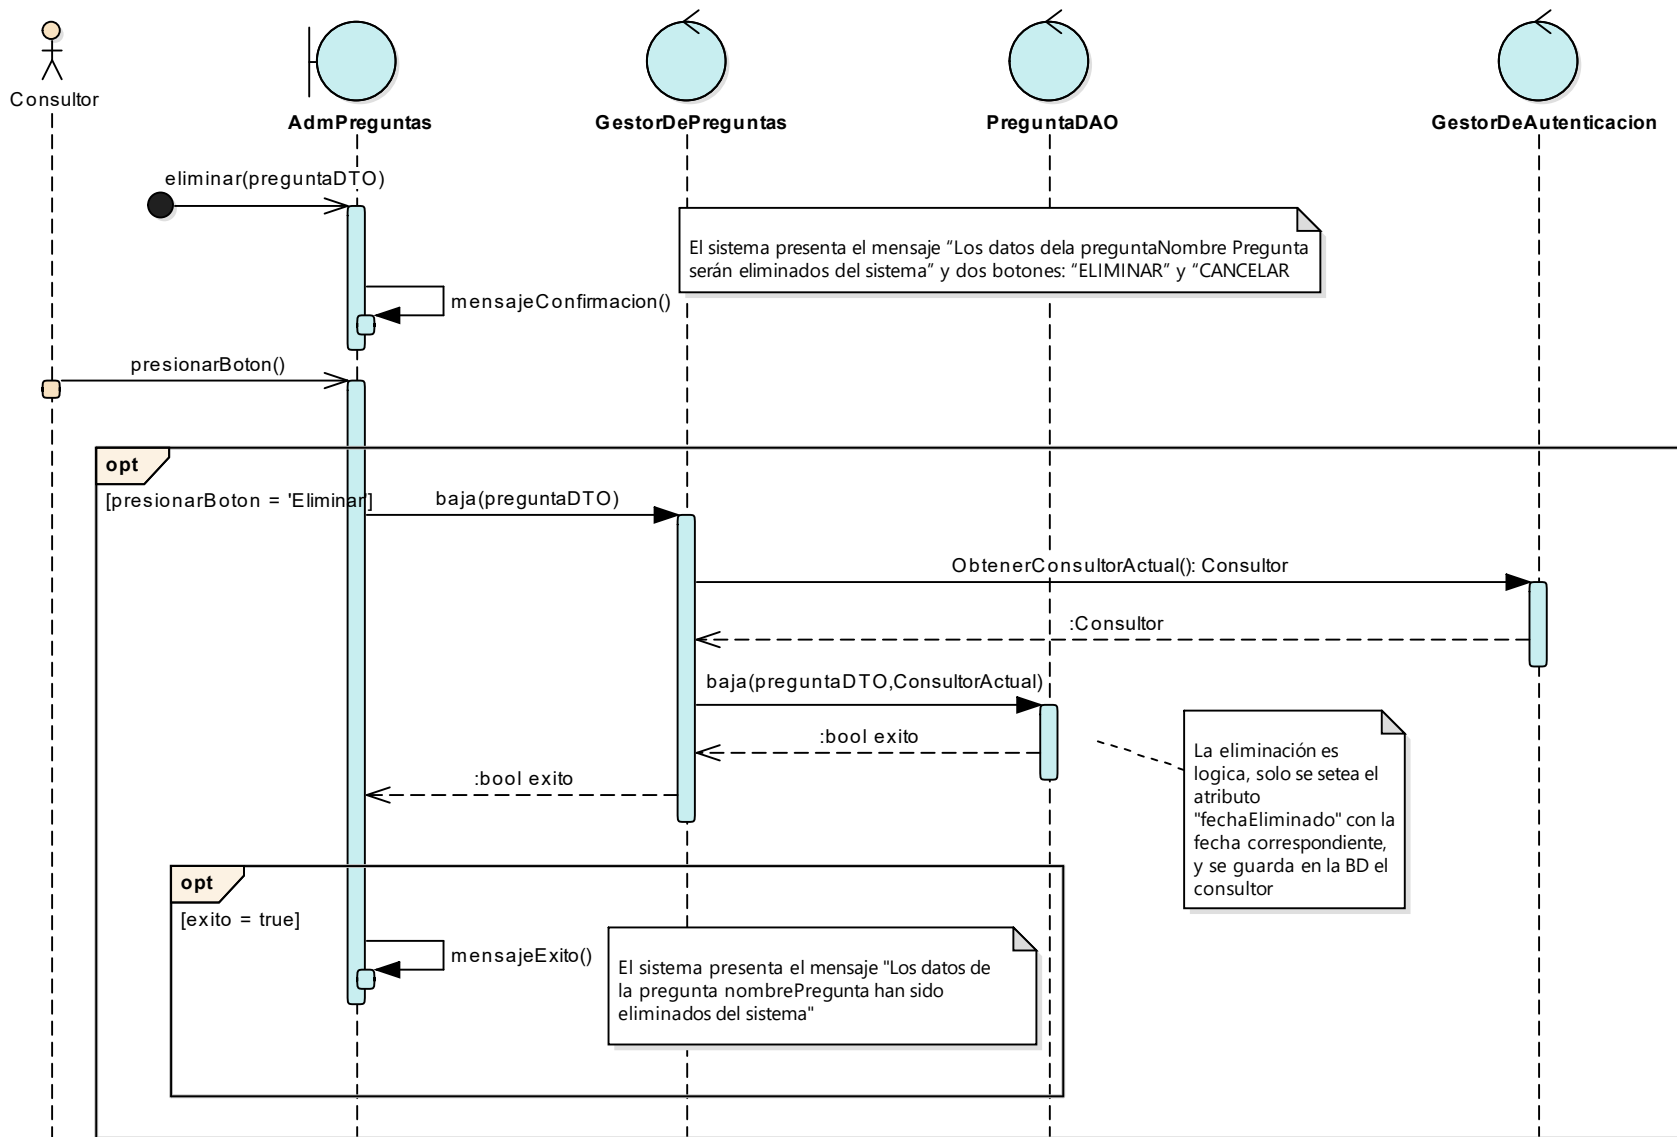 Consultor
AdmPreguntas
GestorDePreguntas
PreguntaDAO
GestorDeAutenticacion
eliminar(preguntaDTO)
El sistema presenta el mensaje “Los datos dela preguntaNombre Pregunta
serán eliminados del sistema” y dos botones: “ELIMINAR” y “CANCELAR
mensajeConfirmacion()
presionarBoton()
opt
[presionarBoton = 'Eliminar']
baja(preguntaDTO)
ObtenerConsultorActual(): Consultor
:Consultor
baja(preguntaDTO,ConsultorActual)
:bool exito
:bool exito
La eliminación es
logica, solo se setea el
atributo
"fechaEliminado" con la
fecha correspondiente,
y se guarda en la BD el
consultor
opt
[exito = true]
mensajeExito()
El sistema presenta el mensaje "Los datos de
la pregunta nombrePregunta han sido
eliminados del sistema"